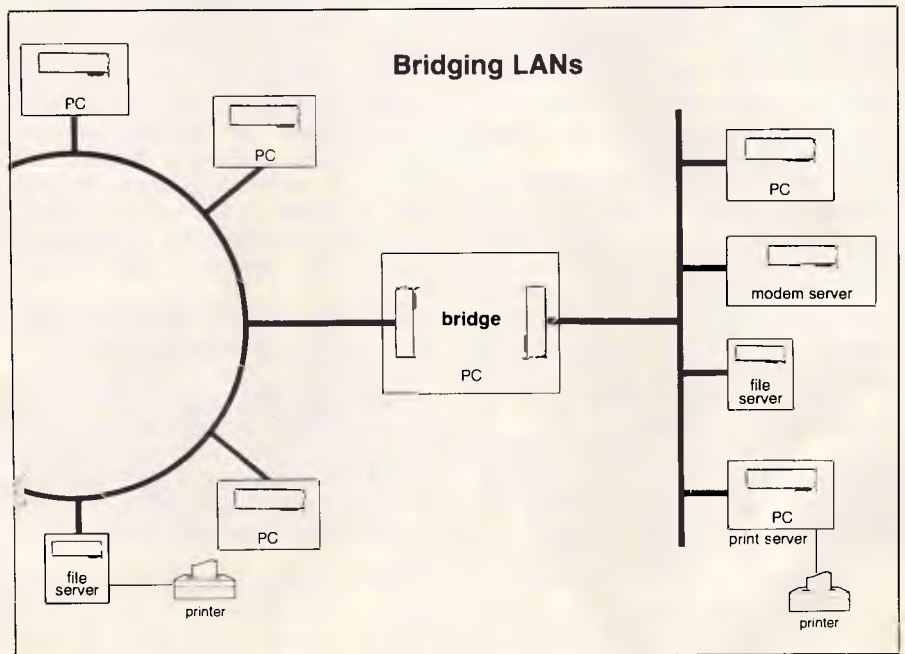 Bridging LANs
PC
PC
PC
PC
file
server
printer
bridge
PC
PC
modem server
file
server
PC
print server
printer